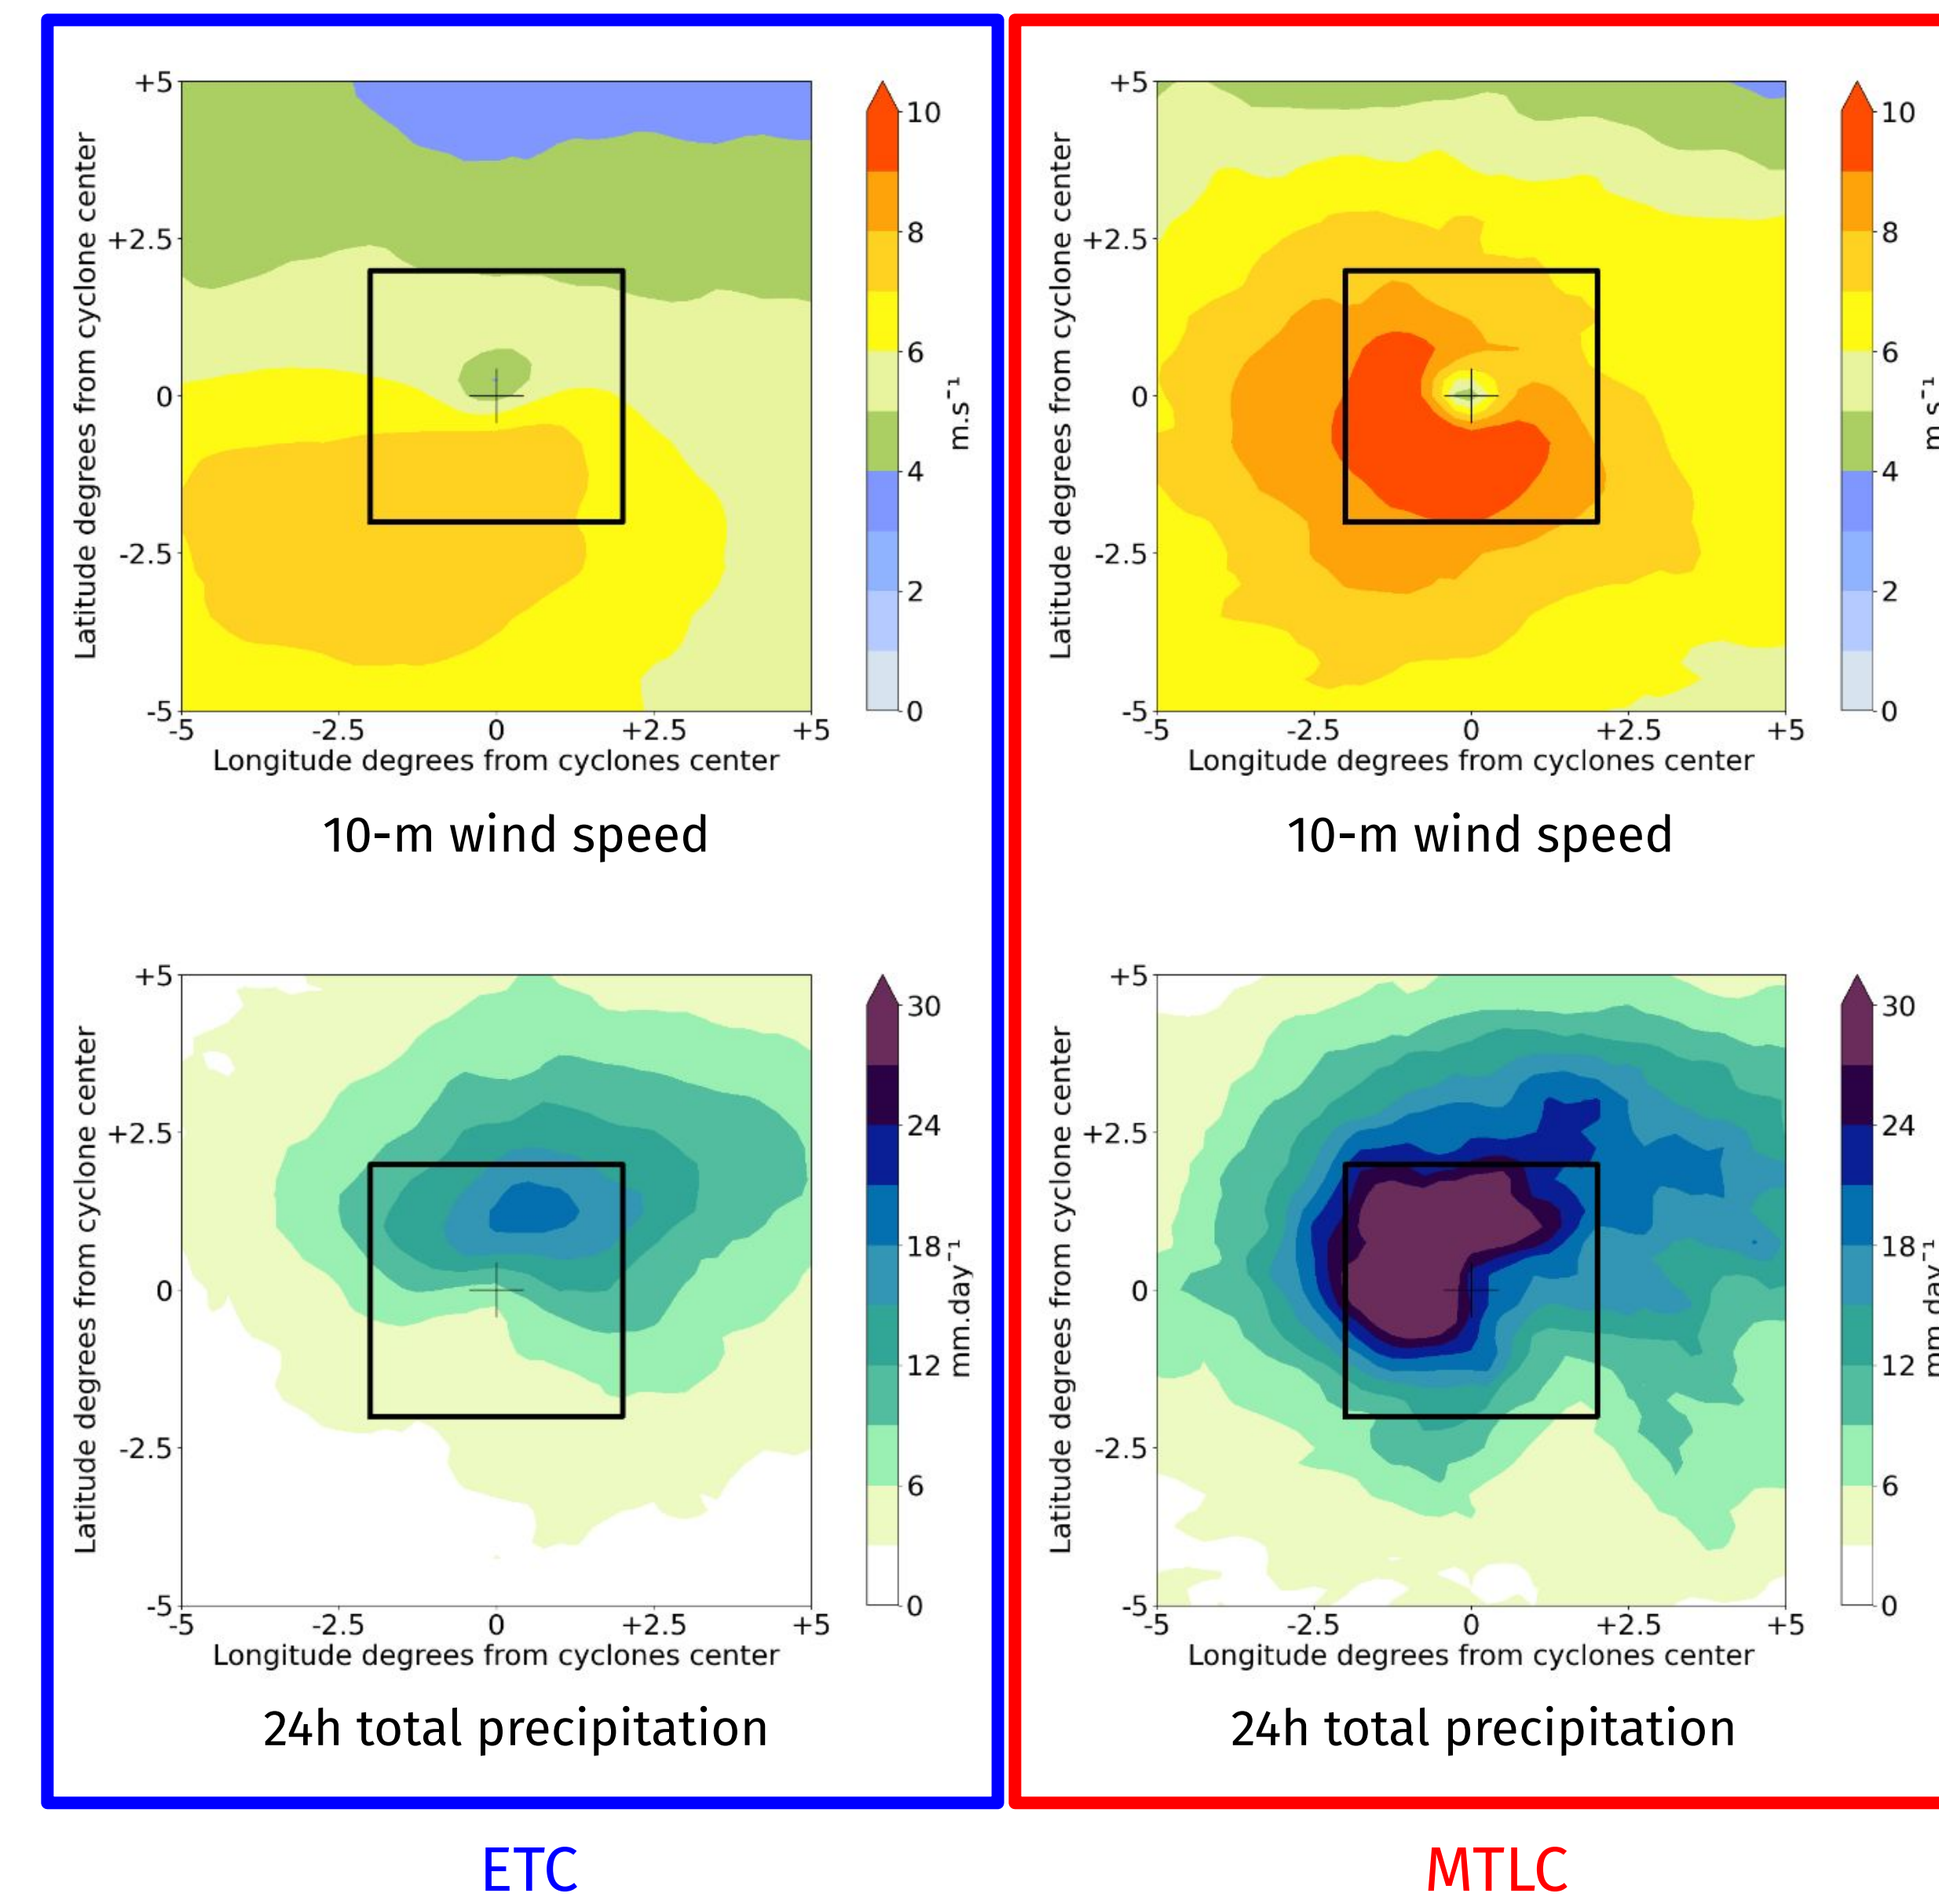 +5
+2.5
0
-2.5
-5
-5 -2.5 0 +2.5 +5
Latitude degrees from cyclone center
Longitude degrees from cyclones center
10
8
6
4
2
0
m.s⁻¹
10-m wind speed
+5
+2.5
0
-2.5
-5
-5 -2.5 0 +2.5 +5
Latitude degrees from cyclone center
Longitude degrees from cyclones center
10
8
6
4
2
0
10-m wind speed
+5
+2.5
0
-2.5
-5
-5 -2.5 0 +2.5 +5
Latitude degrees from cyclone center
Longitude degrees from cyclones center
30
24
18
12
6
0
mm.day⁻¹
24h total precipitation
+5
+2.5
0
-2.5
-5
-5 -2.5 0 +2.5 +5
Latitude degrees from cyclone center
Longitude degrees from cyclones center
30
24
18
12
6
0
24h total precipitation
ETC
MTLC